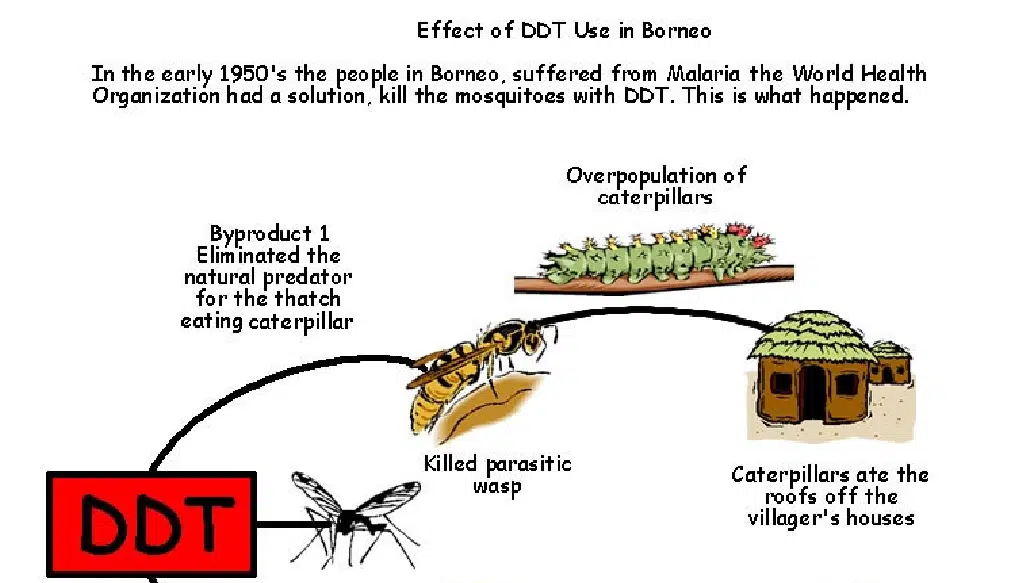 Effect of DDT Use in Borneo
In the early 1950's the people in Borneo, suffered from Malaria the World Health
Organization had a solution, kill the mosquitoes with DDT. This is what happened.
Overpopulation of
caterpillars
Byproduct 1
Eliminated the
natural predator
for the thatch
eating caterpillar
Killed parasitic
wasp
Caterpillars ate the
roofs off the
villager's houses
DDT